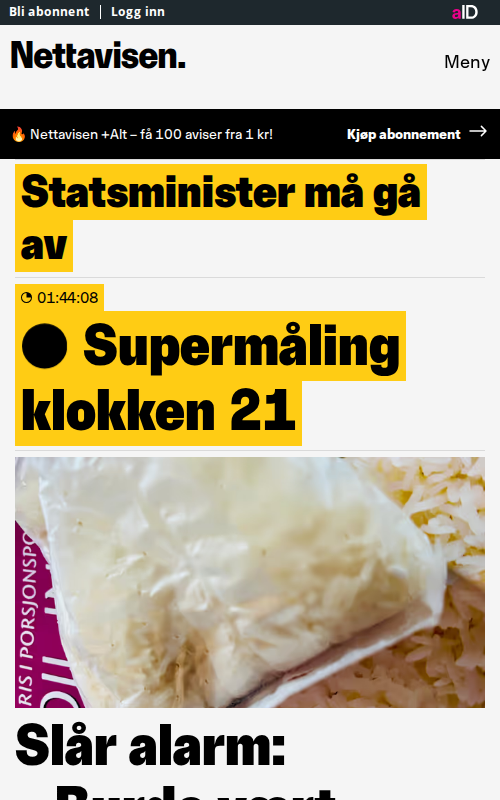 Bli abonnent | Logg inn
aID
Nettavisen.
Meny
🔥 Nettavisen +Alt – få 100 aviser fra 1 kr!
Kjøp abonnement →
Statsminister må gå
av
01:44:08
Supermåling
klokken 21
RIS I PORSJONSPO
Slår alarm: